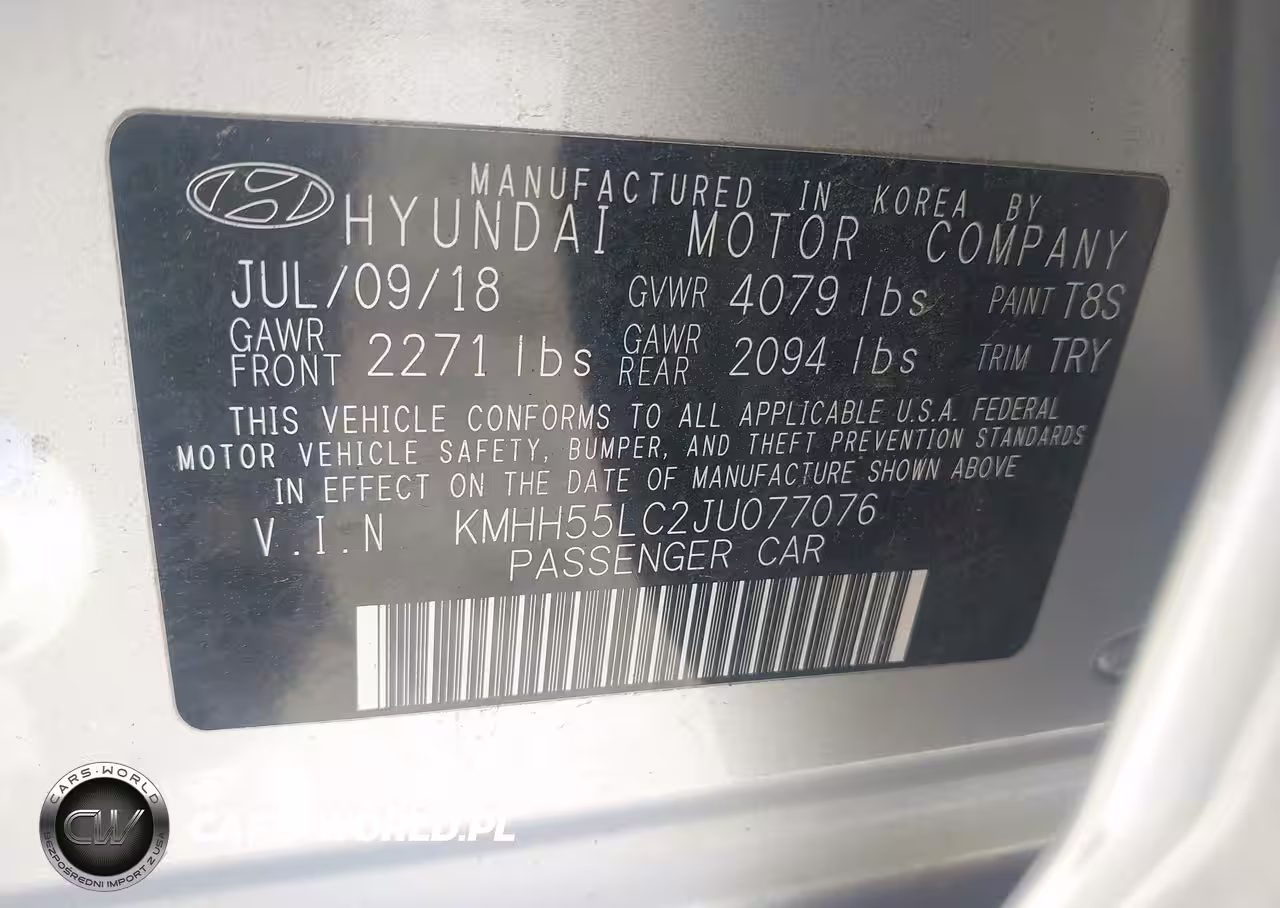 MANUFACTURED IN KOREA BY
HYUNDAI MOTOR COMPANY
JUL/09/18 GVWR 4079 lbs PAINT T8S
GAWR FRONT 2271 lbs GAWR REAR 2094 lbs TRIM TRY
THIS VEHICLE CONFORMS TO ALL APPLICABLE U.S.A. FEDERAL
MOTOR VEHICLE SAFETY, BUMPER, AND THEFT PREVENTION STANDARDS
IN EFFECT ON THE DATE OF MANUFACTURE SHOWN ABOVE
V.I.N KMHH55LC2JU077076
PASSENGER CAR
CARS-WORLD
CW
BEZPOŚREDNI IMPORT Z USA
CARS-WORLD.PL